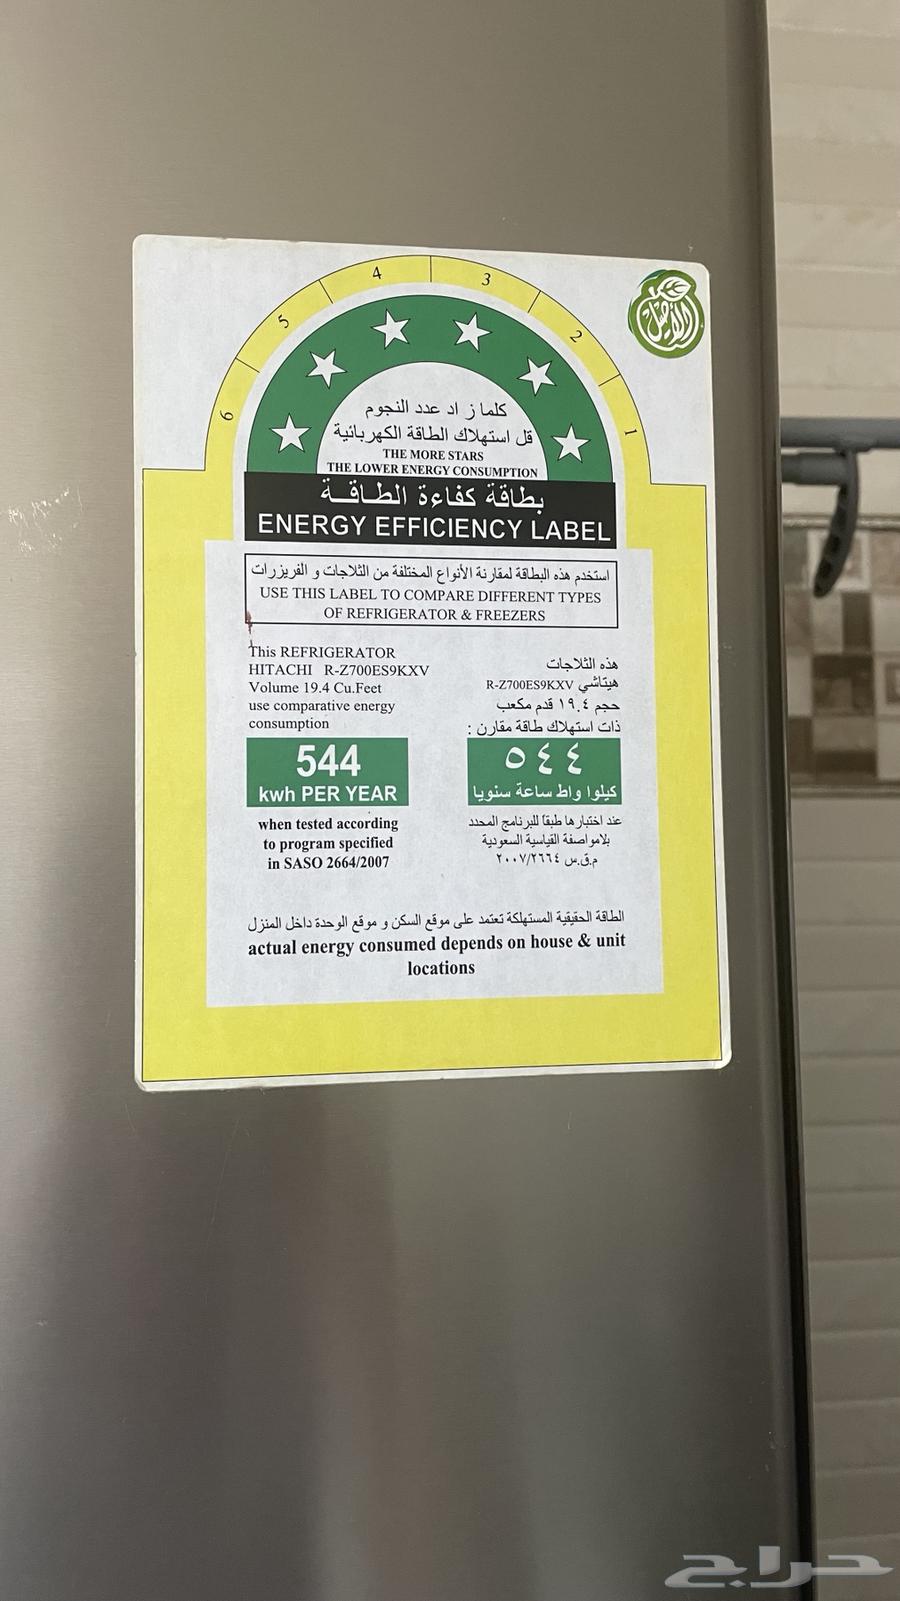 6 5 4 3 2 1
الأصيل
كلما زاد عدد النجوم
قل استهلاك الطاقة الكهربائية
THE MORE STARS
THE LOWER ENERGY CONSUMPTION
بطاقة كفاءة الطاقة
ENERGY EFFICIENCY LABEL
استخدم هذه البطاقة لمقارنة الأنواع المختلفة من الثلاجات و الفريزرات
USE THIS LABEL TO COMPARE DIFFERENT TYPES
OF REFRIGERATOR & FREEZERS
This REFRIGERATOR
HITACHI R-Z700ES9KXV
Volume 19.4 Cu.Feet
use comparative energy
consumption
544
kwh PER YEAR
when tested according
to program specified
in SASO 2664/2007
هذه الثلاجات
هيتاشي R-Z700ES9KXV
حجم ١٩.٤ قدم مكعب
ذات استهلاك طاقة مقارن :
٥٤٤
كيلوا واط ساعة سنويا
عند اختبارها طبقا للبرنامج المحدد
بلامواصفة القياسية السعودية
م.ق.س ٢٠٠٧/٢٦٦٤
الطاقة الحقيقية المستهلكة تعتمد على موقع السكن و موقع الوحدة داخل المنزل
actual energy consumed depends on house & unit
locations
حراج